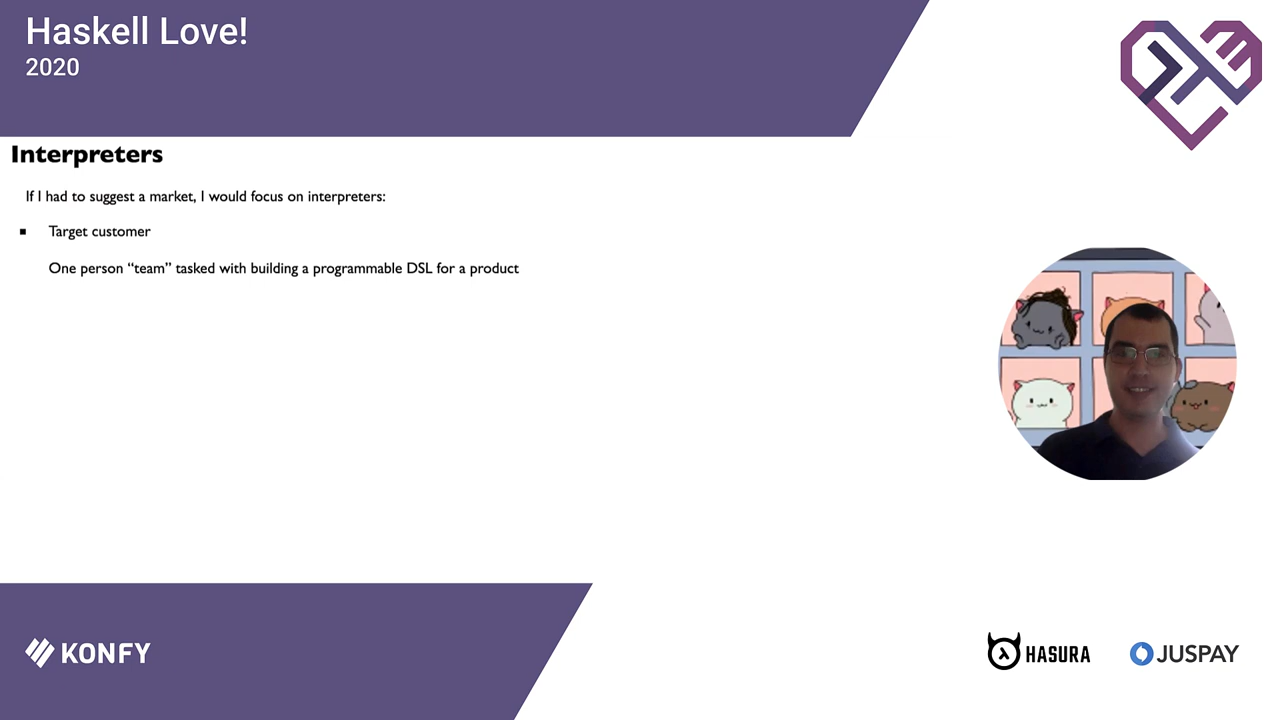 Haskell Love!
2020
Interpreters
If I had to suggest a market, I would focus on interpreters:
Target customer
One person “team” tasked with building a programmable DSL for a product
KONFY
HASURA
JUSPAY